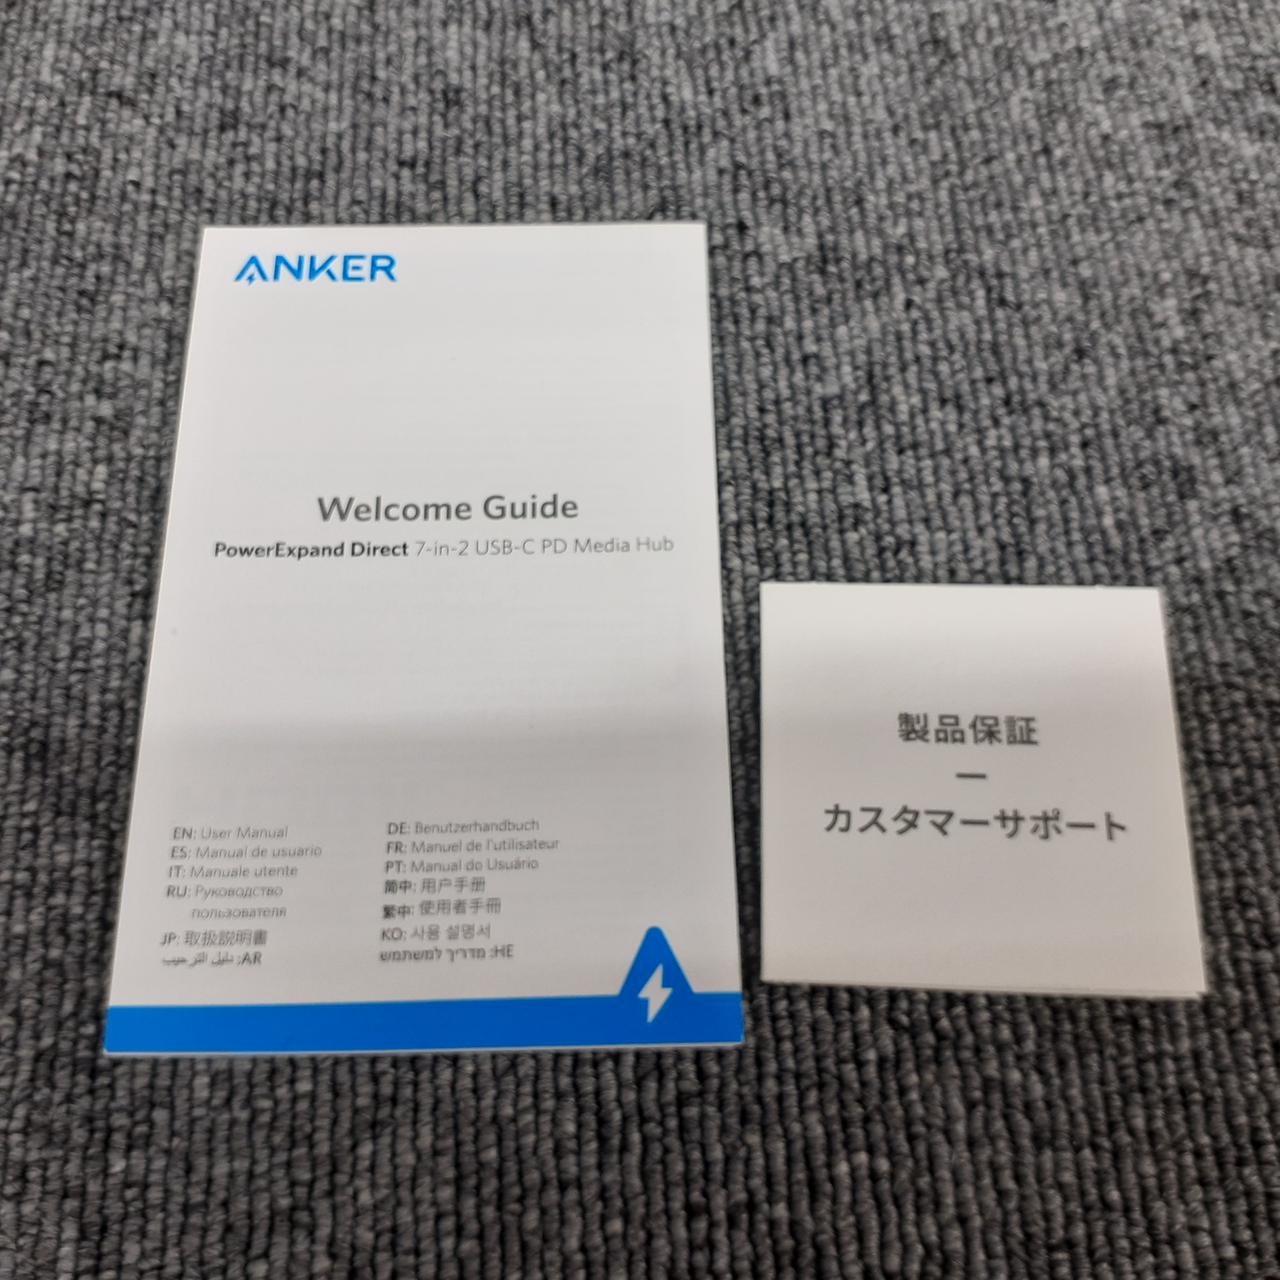 ANKER
Welcome Guide
PowerExpand Direct 7-in-2 USB-C PD Media Hub
EN: User Manual
ES: Manual de usuario
IT: Manuale utente
RU: Руководство
пользователя
JP: 取扱説明書
AR: دليل الترحيب
DE: Benutzerhandbuch
FR: Manuel de l'utilisateur
PT: Manual do Usuário
简中: 用户手册
繁中: 使用者手冊
KO: 사용 설명서
HE: מדריך למשתמש
製品保証
ー
カスタマーサポート